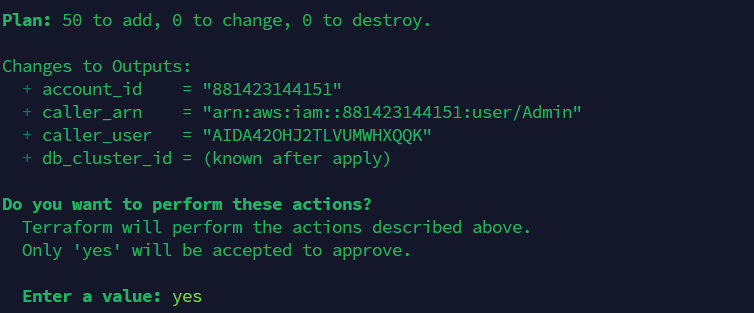 Plan: 50 to add, 0 to change, 0 to destroy.
Changes to Outputs:
+ account_id = "881423144151"
+ caller_arn = "arn:aws:iam::881423144151:user/Admin"
+ caller_user = "AIDA42OHJ2TLVUMWHXQQK"
+ db_cluster_id = (known after apply)
Do you want to perform these actions?
Terraform will perform the actions described above.
Only 'yes' will be accepted to approve.
Enter a value: yes